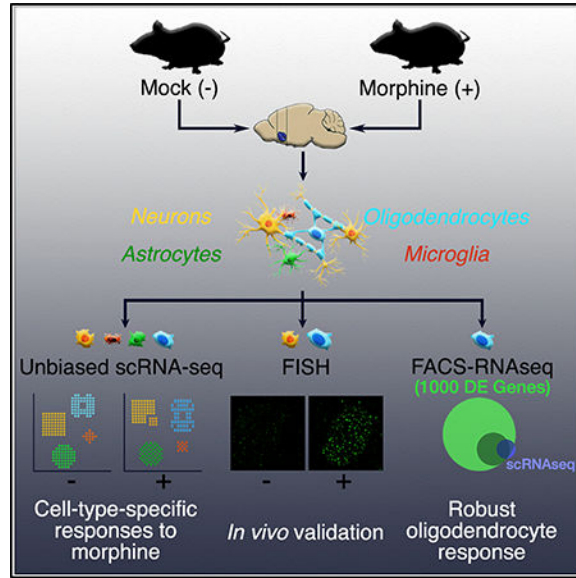 Mock (-)
Morphine (+)
Neurons
Oligodendrocytes
Astrocytes
Microglia
Unbiased scRNA-seq
FISH
FACS-RNAseq
(1000 DE Genes)
scRNAseq
-
+
-
+
Cell-type-specific
responses to
morphine
In vivo validation
Robust
oligodendrocyte
response